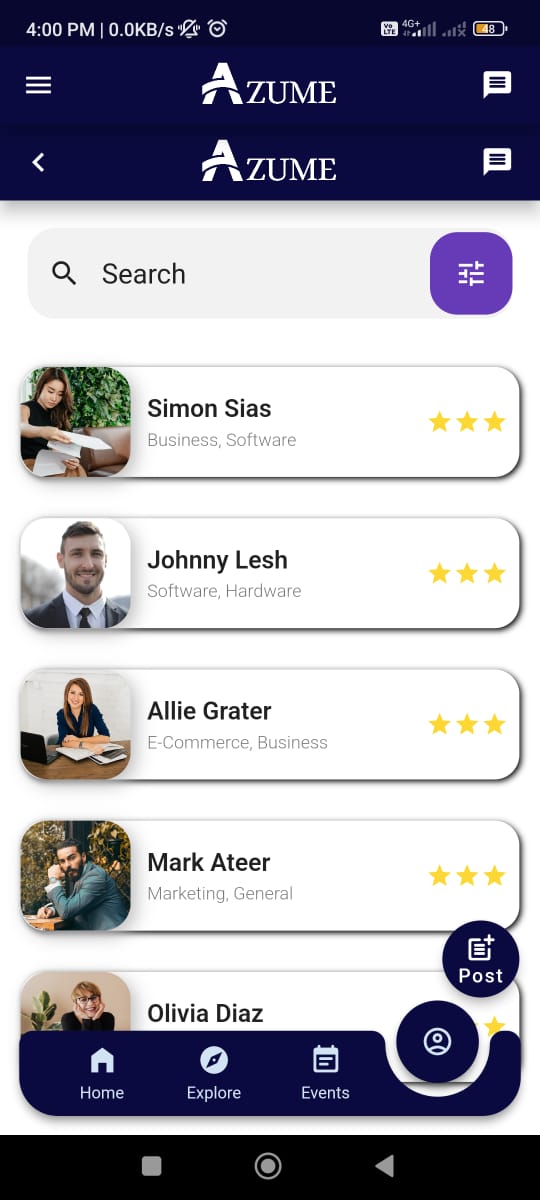 4:00 PM | 0.0KB/s
Vo LTE 4G+ 48
AZUME
AZUME
Search
Simon Sias
Business, Software
Johnny Lesh
Software, Hardware
Allie Grater
E-Commerce, Business
Mark Ateer
Marketing, General
Post
Olivia Diaz
Home
Explore
Events